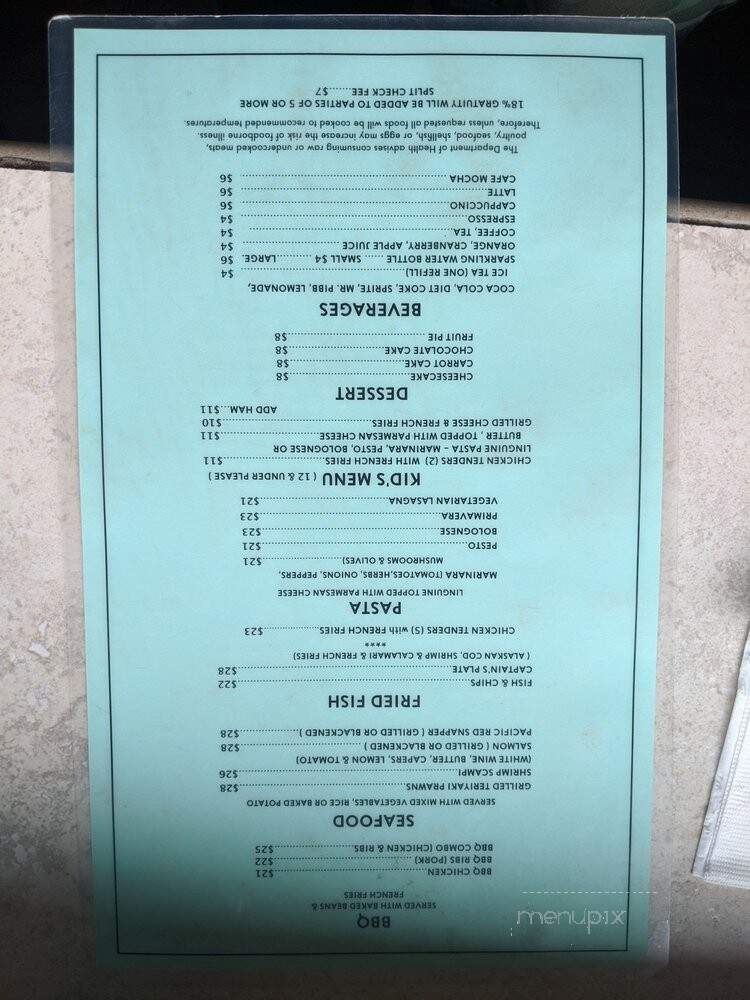 BBQ
SERVED WITH BAKED BEANS &
FRENCH FRIES
BBQ CHICKEN..........$21
BBQ RIBS (PORK)..........$22
BBQ COMBO (CHICKEN & RIBS..........$25
SEAFOOD
SERVED WITH MIXED VEGETABLES, RICE OR BAKED POTATO
GRILLED TERIYAKI PRAWNS..........$28
SHRIMP SCAMPI..........$26
(WHITE WINE, BUTTER, CAPERS, LEMON & TOMATO)
SALMON ( GRILLED OR BLACKENED )..........$28
PACIFIC RED SNAPPER ( GRILLED OR BLACKENED )..........$28
FRIED FISH
FISH & CHIPS..........$22
CAPTAIN'S PLATE..........$28
( ALASKAN COD, SHRIMP & CALAMARI & FRENCH FRIES)
****
CHICKEN TENDERS (5) with FRENCH FRIES..........$23
PASTA
LINGUINE TOPPED WITH PARMESAN CHEESE
MARINARA (TOMATOES,HERBS, ONIONS, PEPPERS,
MUSHROOMS & OLIVES)..........$21
PESTO..........$21
BOLOGNESE..........$23
PRIMAVERA..........$23
VEGETARIAN LASAGNA..........$21
KID'S MENU ( 12 & UNDER PLEASE )
CHICKEN TENDERS (2) WITH FRENCH FRIES..........$11
LINGUINE PASTA – MARINARA, PESTO, BOLOGNESE OR
BUTTER , TOPPED WITH PARMESAN CHEESE..........$11
GRILLED CHEESE & FRENCH FRIES..........$10
ADD HAM.....$11
DESSERT
CHEESECAKE..........$8
CARROT CAKE..........$8
CHOCOLATE CAKE..........$8
FRUIT PIE..........$8
BEVERAGES
COCA COLA, DIET COKE, SPRITE, MR. PIBB, LEMONADE,
ICE TEA (ONE REFILL)..........$4
SPARKLING WATER BOTTLE ...... SMALL $4 ..........LARGE. $6
ORANGE, CRANBERRY, APPLE JUICE ..........$4
COFFEE, TEA..........$4
ESPRESSO..........$4
CAPPUCCINO..........$6
LATTE..........$6
CAFE MOCHA..........$6
The Department of Health advises consuming raw or undercooked meats,
poultry, seafood, shellfish, or eggs may increase the risk of foodborne illness.
Therefore, unless requested all foods will be cooked to recommended temperatures.
18% GRATUITY WILL BE ADDED TO PARTIES OF 5 OR MORE
SPLIT CHECK FEE.......$7
menupix